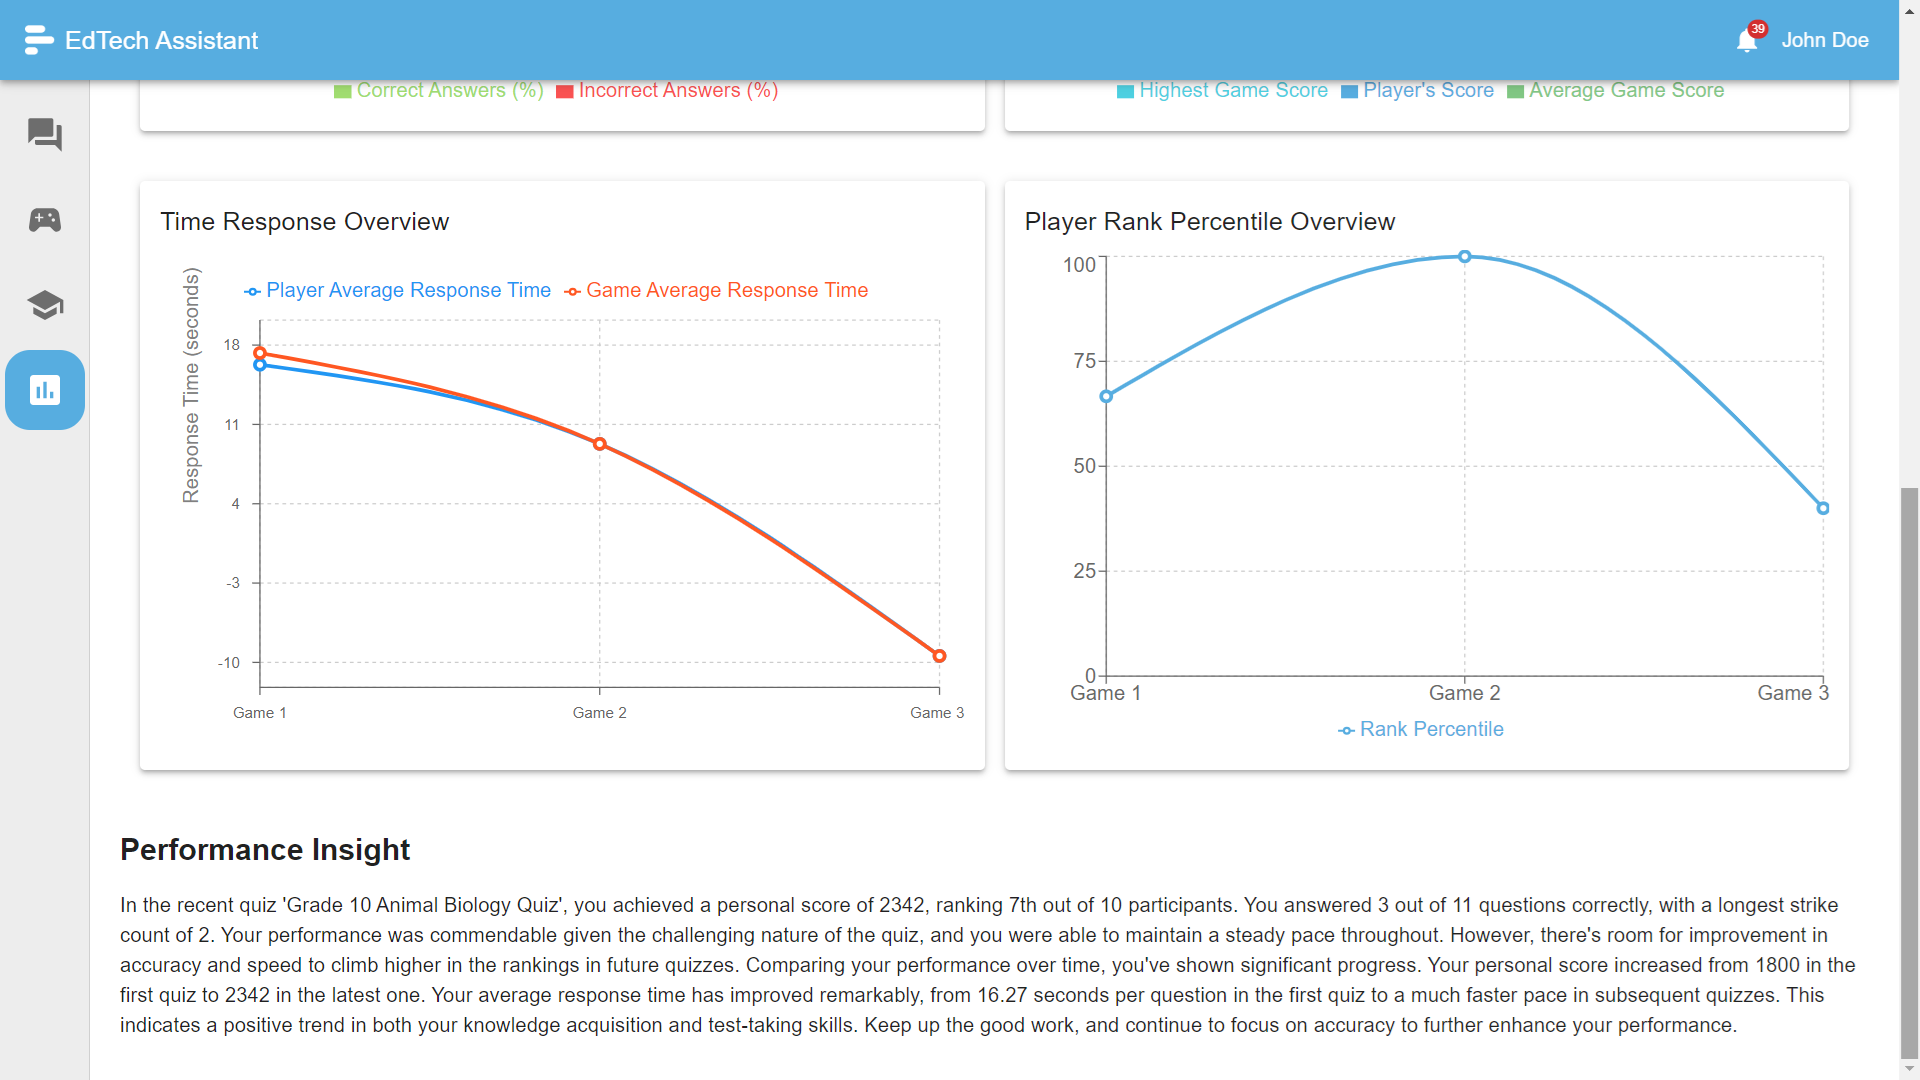 EdTech Assistant
39
John Doe
Correct Answers (%) Incorrect Answers (%)
Highest Game Score Player's Score Average Game Score
Time Response Overview
Response Time (seconds)
Player Average Response Time Game Average Response Time
18
11
4
-3
-10
Game 1 Game 2 Game 3
Player Rank Percentile Overview
100
75
50
25
0
Game 1 Game 2 Game 3
Rank Percentile
Performance Insight
In the recent quiz 'Grade 10 Animal Biology Quiz', you achieved a personal score of 2342, ranking 7th out of 10 participants. You answered 3 out of 11 questions correctly, with a longest strike
count of 2. Your performance was commendable given the challenging nature of the quiz, and you were able to maintain a steady pace throughout. However, there's room for improvement in
accuracy and speed to climb higher in the rankings in future quizzes. Comparing your performance over time, you've shown significant progress. Your personal score increased from 1800 in the
first quiz to 2342 in the latest one. Your average response time has improved remarkably, from 16.27 seconds per question in the first quiz to a much faster pace in subsequent quizzes. This
indicates a positive trend in both your knowledge acquisition and test-taking skills. Keep up the good work, and continue to focus on accuracy to further enhance your performance.